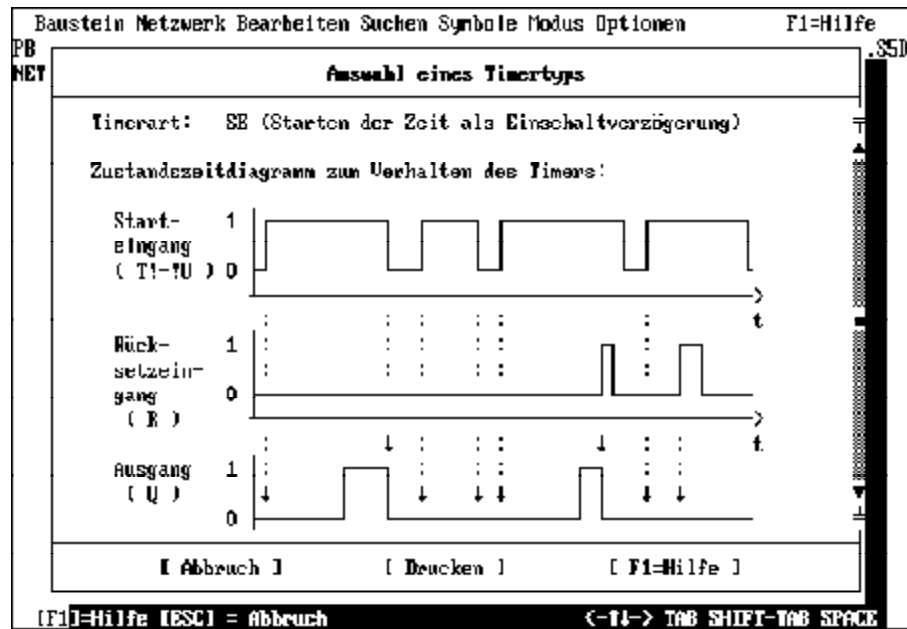 Baustein Netzwerk Bearbeiten Suchen Symbole Modus Optionen F1=Hilfe
PB .S5D
NET Auswahl eines Timertyps
Timerart: SE (Starten der Zeit als Einschaltverzögerung)
Zustandszeitdiagramm zum Verhalten des Timers:
Start- 1
eingang
( T!-!U ) 0
t
Rück- 1
setzein-
gang 0
( R )
t
Ausgang 1
( Q )
0
[ Abbruch ] [ Drucken ] [ F1=Hilfe ]
[F1]=Hilfe [ESC] = Abbruch <-↑↓-> TAB SHIFT-TAB SPACE